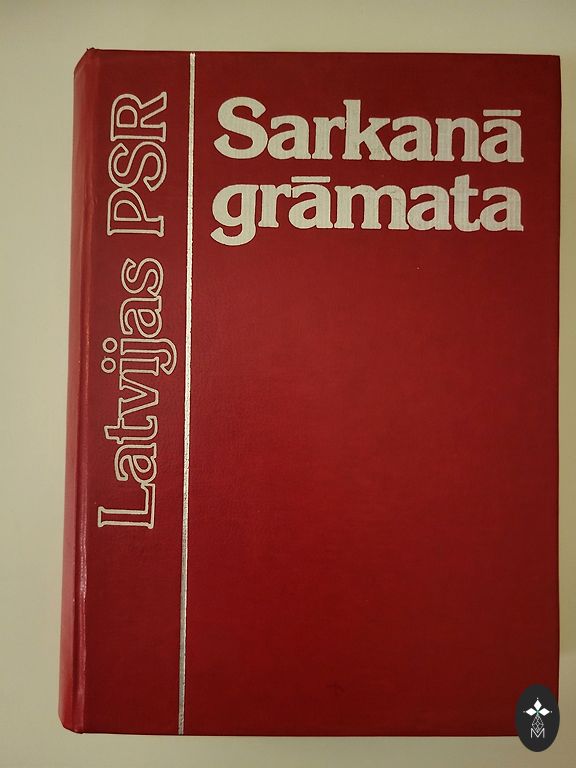 Latvijas PSR
Sarkanā
grāmata
M